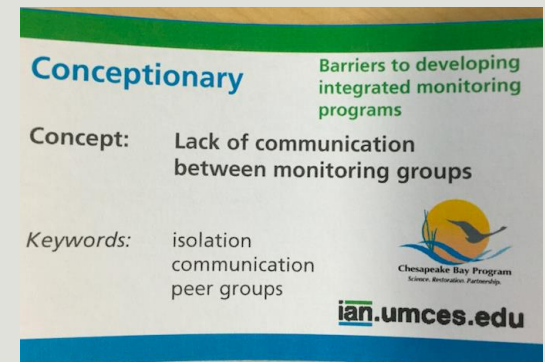 Conceptionary
Barriers to developing
integrated monitoring
programs
Concept:
Lack of communication
between monitoring groups
Keywords:
isolation
communication
peer groups
Chesapeake Bay Program
Science. Restoration. Partnership.
ian.umces.edu